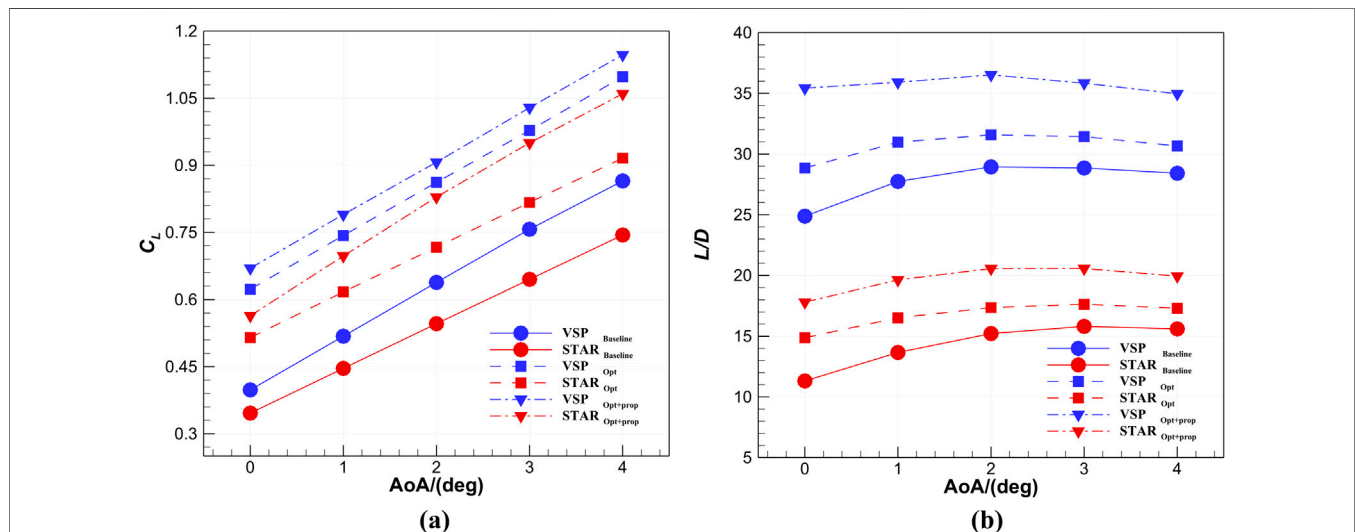 1.2
1.05
0.9
0.75
0.6
0.45
0.3
C_L
0 1 2 3 4
AoA/(deg)
VSP Baseline
STAR Baseline
VSP Opt
STAR Opt
VSP Opt+prop
STAR Opt+prop
(a)
40
35
30
25
20
15
10
5
L/D
0 1 2 3 4
AoA/(deg)
VSP Baseline
STAR Baseline
VSP Opt
STAR Opt
VSP Opt+prop
STAR Opt+prop
(b)